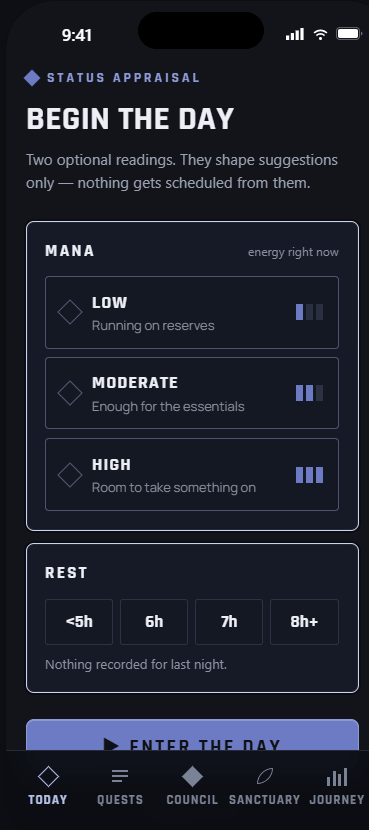 9:41
STATUS APPRAISAL
BEGIN THE DAY
Two optional readings. They shape suggestions
only — nothing gets scheduled from them.
MANA
energy right now
LOW
Running on reserves
MODERATE
Enough for the essentials
HIGH
Room to take something on
REST
<5h 6h 7h 8h+
Nothing recorded for last night.
ENTER THE DAY
TODAY QUESTS COUNCIL SANCTUARY JOURNEY